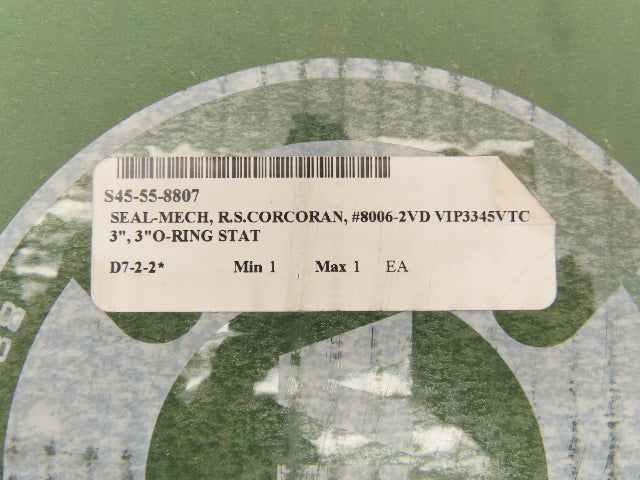 S45-55-8807
SEAL-MECH, R.S.CORCORAN, #8006-2VD VIP3345VTC
3", 3"O-RING STAT
D7-2-2* Min 1 Max 1 EA